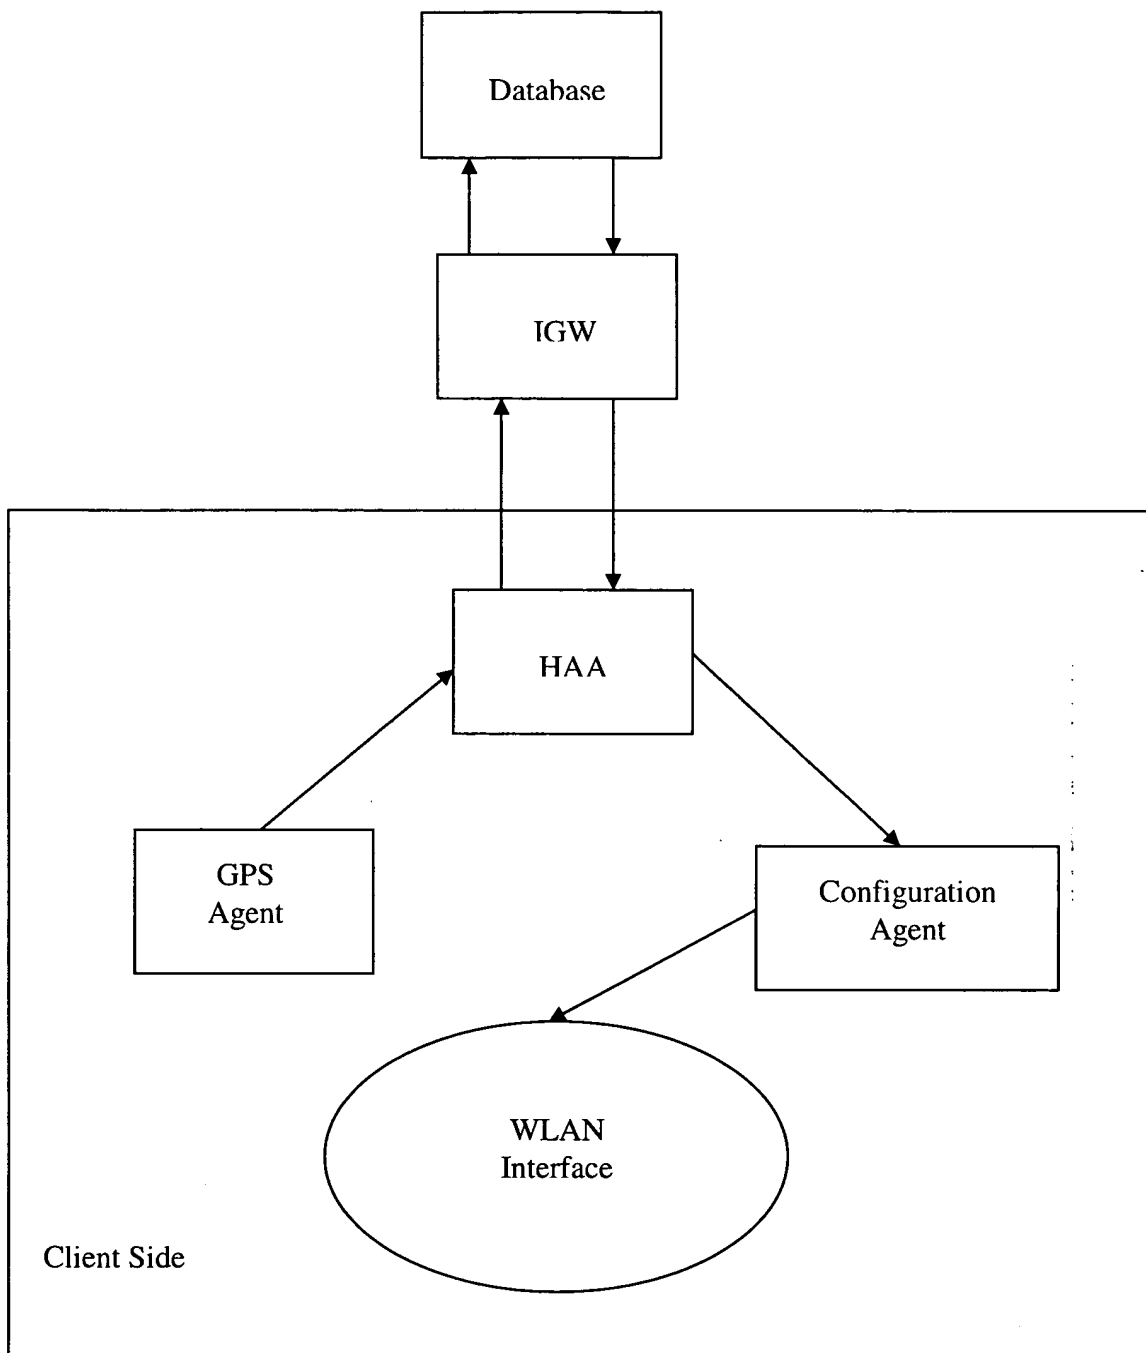 Database
IGW
HAA
GPS
Agent
Configuration
Agent
WLAN
Interface
Client Side